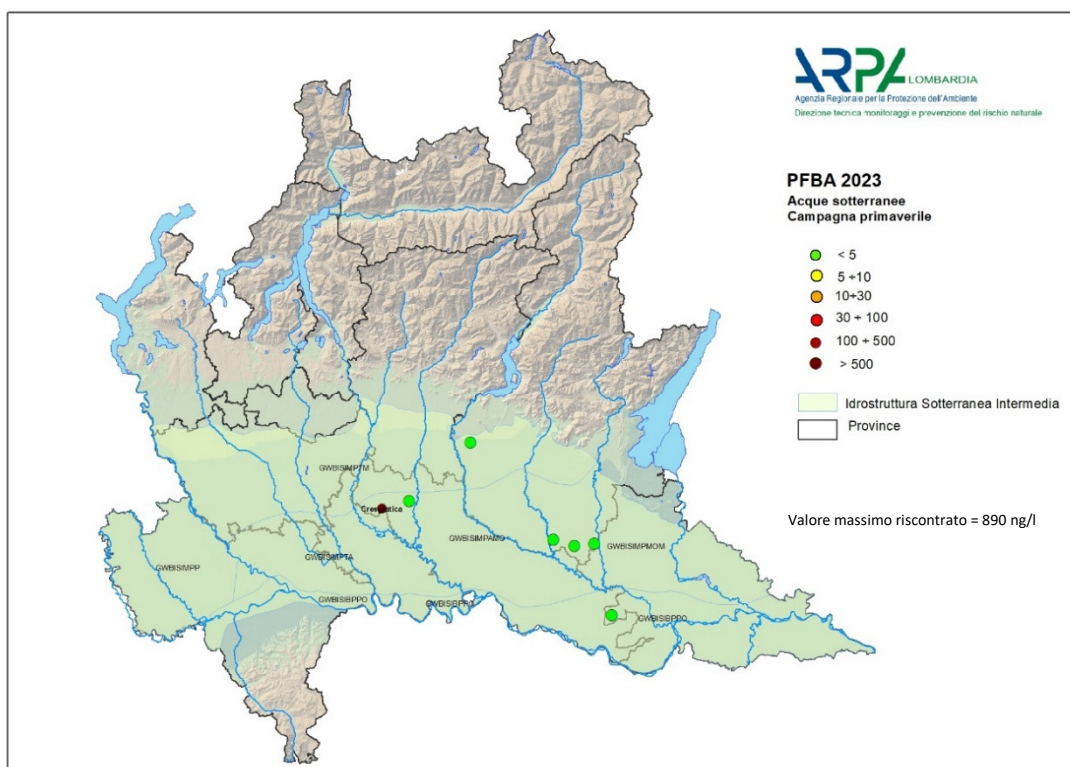 ARPA LOMBARDIA
Agenzia Regionale per la Protezione dell'Ambiente
Direzione tecnica monitoraggi e prevenzione del rischio naturale
PFBA 2023
Acque sotterranee
Campagna primaverile
< 5
5 ÷10
10÷30
30 ÷ 100
100 ÷ 500
> 500
Idrostruttura Sotterranea Intermedia
Province
Valore massimo riscontrato = 890 ng/l
GWBISIMPTM
GWBISIMPAMO
GWBISIMPMOM
GWBISIMPTA
GWBISIMPP
GWBISIBPPO
GWBISIBPPO
GWBISIBPPO